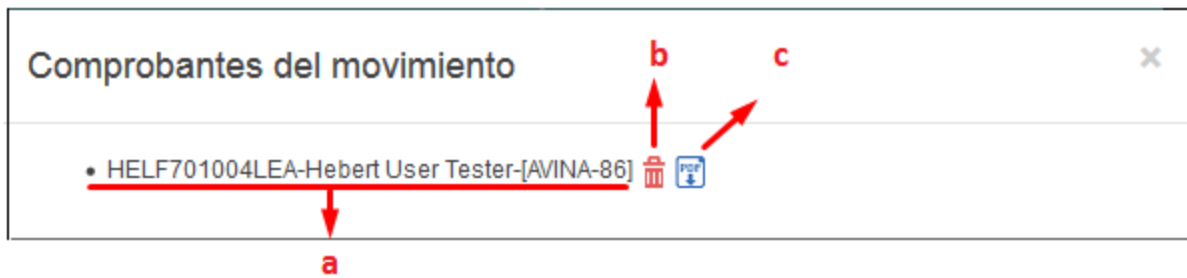 b c
Comprobantes del movimiento ×
• HELF701004LEA-Hebert User Tester-[AVINA-86] PDF
a